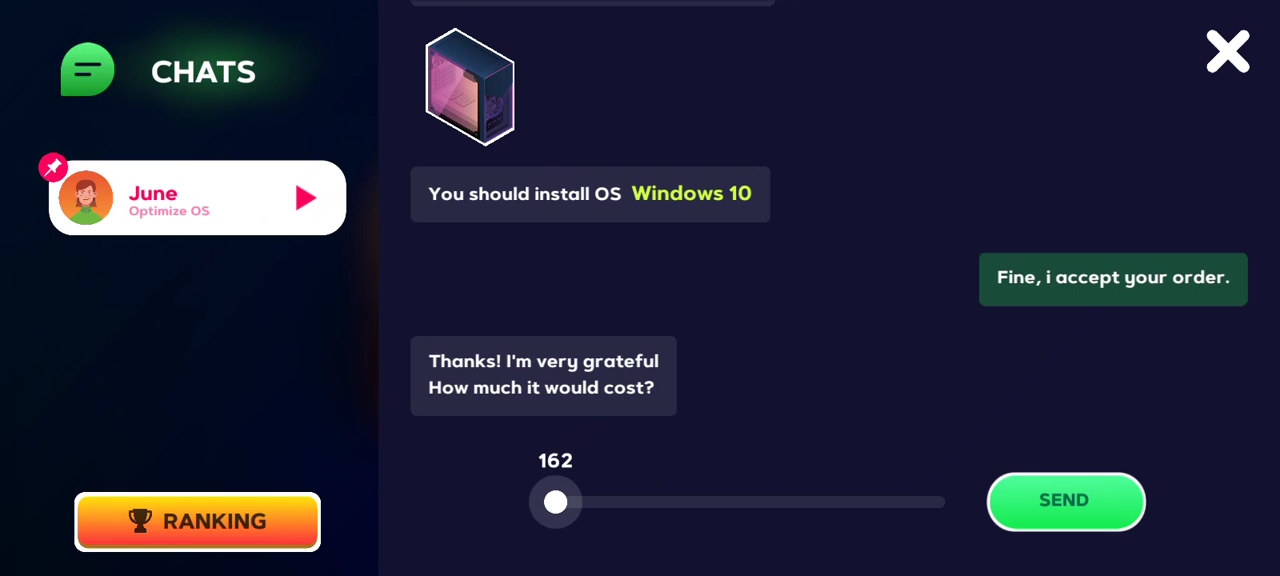 CHATS
June
Optimize OS
RANKING
You should install OS Windows 10
Fine, i accept your order.
Thanks! I'm very grateful
How much it would cost?
162
SEND